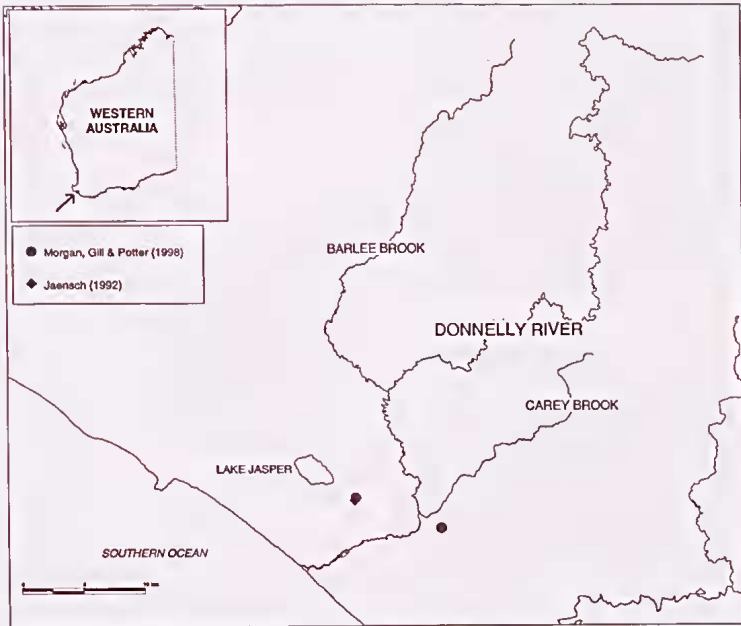 WESTERN
AUSTRALIA
Morgan, Gill & Potter (1998)
Jaensch (1992)
BARLEE BROOK
DONNELLY RIVER
CAREY BROOK
LAKE JASPER
SOUTHERN OCEAN